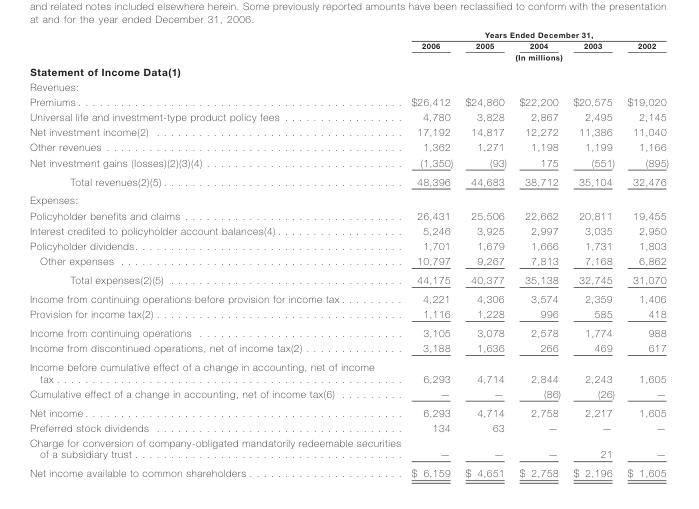 and related notes included elsewhere herein. Some previously reported amounts have been reclassified to conform with the presentation
at and for the year ended December 31, 2006.
Years Ended December 31,
2006 2005 2004 2003 2002
(In millions)
Statement of Income Data(1)
Revenues:
Premiums . . . . . . . . . . $26,412 $24,860 $22,200 $20,575 $19,020
Universal life and investment-type product policy fees . . . . . . . . . . 4,780 3,828 2,867 2,495 2,145
Net investment income(2) . . . . . . . . . . 17,192 14,817 12,272 11,386 11,040
Other revenues . . . . . . . . . . 1,362 1,271 1,198 1,199 1,166
Net investment gains (losses)(2)(3)(4) . . . . . . . . . . (1,350) (93) 175 (551) (895)
Total revenues(2)(5) . . . . . . . . . . 48,396 44,683 38,712 35,104 32,476
Expenses:
Policyholder benefits and claims . . . . . . . . . . 26,431 25,506 22,662 20,811 19,455
Interest credited to policyholder account balances(4) . . . . . . . . . . 5,246 3,925 2,997 3,035 2,950
Policyholder dividends. . . . . . . . . . 1,701 1,679 1,666 1,731 1,803
Other expenses . . . . . . . . . . 10,797 9,267 7,813 7,168 6,862
Total expenses(2)(5) . . . . . . . . . . 44,175 40,377 35,138 32,745 31,070
Income from continuing operations before provision for income tax . . . . . . . . . 4,221 4,306 3,574 2,359 1,406
Provision for income tax(2) . . . . . . . . . . 1,116 1,228 996 585 418
Income from continuing operations . . . . . . . . . . 3,105 3,078 2,578 1,774 988
Income from discontinued operations, net of income tax(2) . . . . . . . . . . 3,188 1,636 266 469 617
Income before cumulative effect of a change in accounting, net of income
tax . . . . . . . . . . 6,293 4,714 2,844 2,243 1,605
Cumulative effect of a change in accounting, net of income tax(6) . . . . . . . . . . — — (86) (26) —
Net income . . . . . . . . . . 6,293 4,714 2,758 2,217 1,605
Preferred stock dividends . . . . . . . . . . 134 63 — — —
Charge for conversion of company-obligated mandatorily redeemable securities
of a subsidiary trust . . . . . . . . . . — — — 21 —
Net income available to common shareholders . . . . . . . . . . $ 6,159 $ 4,651 $ 2,758 $ 2,196 $ 1,605